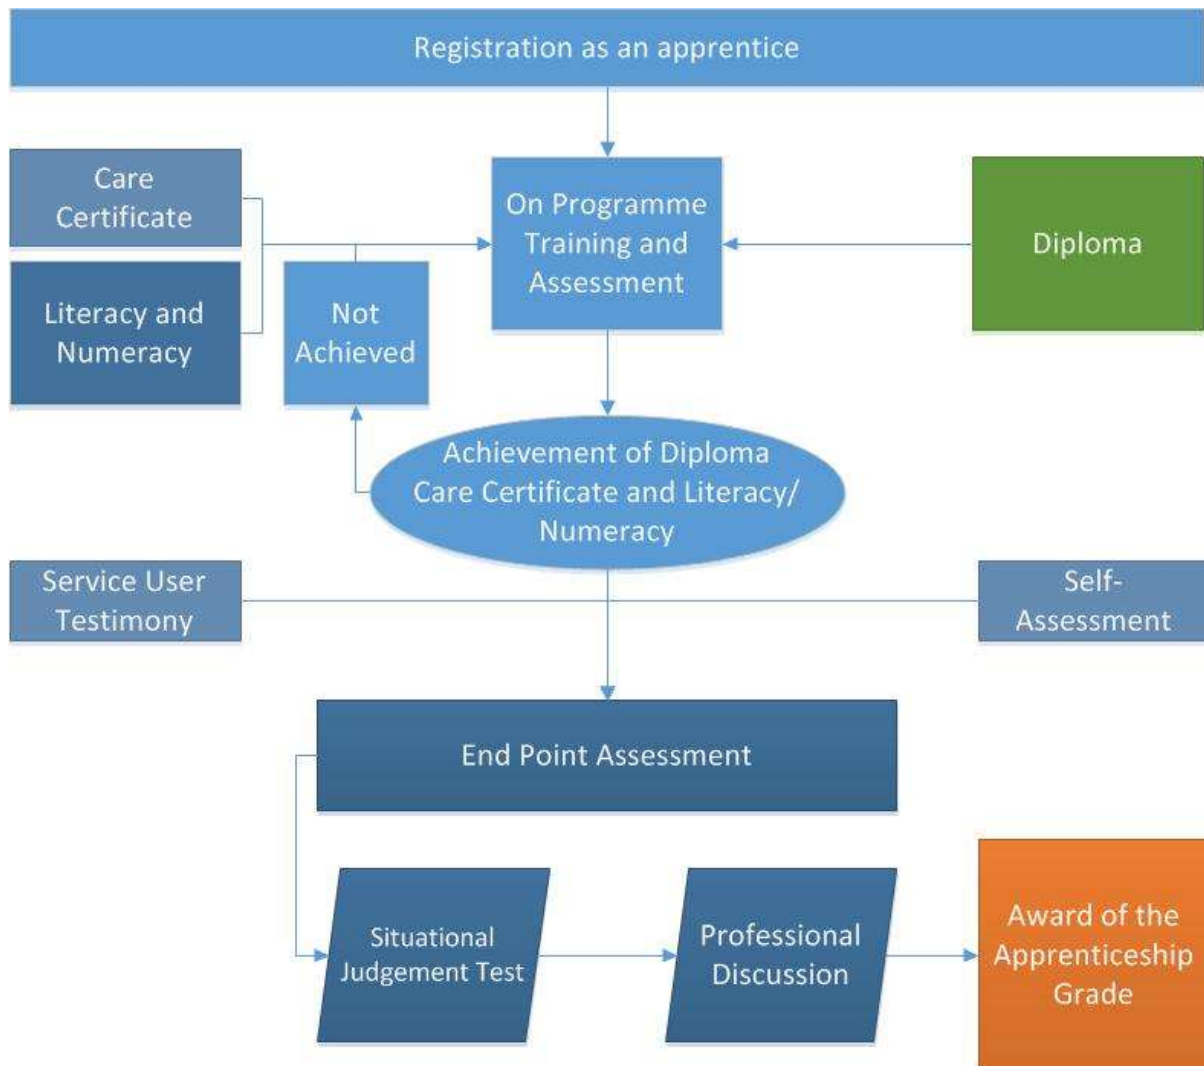 Registration as an apprentice
Care
Certificate
On Programme
Training and
Assessment
Diploma
Literacy and
Numeracy
Not
Achieved
Achievement of Diploma
Care Certificate and Literacy/
Numeracy
Service User
Testimony
Self-
Assessment
End Point Assessment
Situational
Judgement Test
Professional
Discussion
Award of the
Apprenticeship
Grade